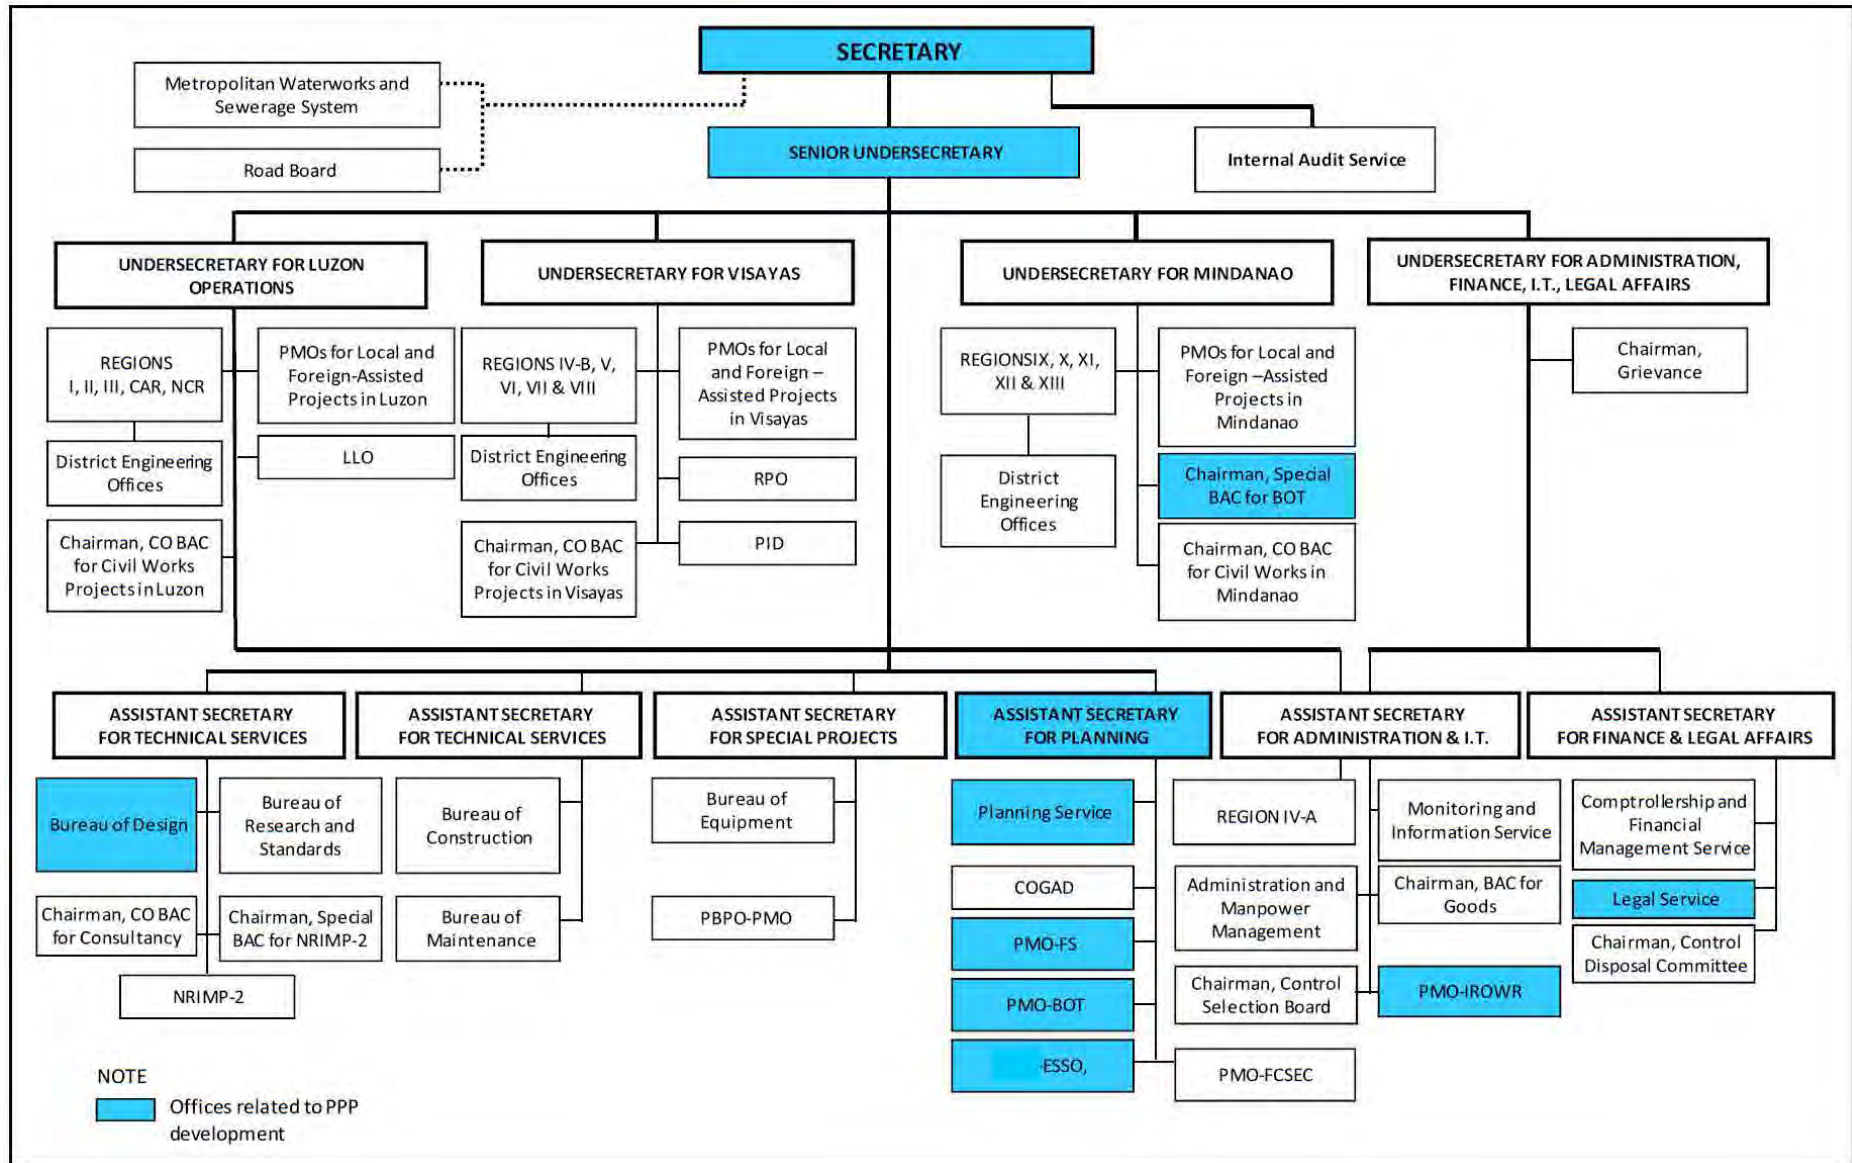 SECRETARY
Metropolitan Waterworks and
Sewerage System
Road Board
SENIOR UNDERSECRETARY
Internal Audit Service
UNDERSECRETARY FOR LUZON
OPERATIONS
UNDERSECRETARY FOR VISAYAS
UNDERSECRETARY FOR MINDANAO
UNDERSECRETARY FOR ADMINISTRATION,
FINANCE, I.T., LEGAL AFFAIRS
REGIONS
I, II, III, CAR, NCR
PMOs for Local and
Foreign-Assisted
Projects in Luzon
District Engineering
Offices
LLO
Chairman, CO BAC
for Civil Works
Projects in Luzon
REGIONS IV-B, V,
VI, VII & VIII
PMOs for Local
and Foreign –
Assisted Projects
in Visayas
District Engineering
Offices
RPO
Chairman, CO BAC
for Civil Works
Projects in Visayas
PID
REGIONSIX, X, XI,
XII & XIII
PMOs for Local and
Foreign –Assisted
Projects in
Mindanao
District
Engineering
Offices
Chairman, Special
BAC for BOT
Chairman, CO BAC
for Civil Works in
Mindanao
Chairman,
Grievance
ASSISTANT SECRETARY
FOR TECHNICAL SERVICES
ASSISTANT SECRETARY
FOR TECHNICAL SERVICES
ASSISTANT SECRETARY
FOR SPECIAL PROJECTS
ASSISTANT SECRETARY
FOR PLANNING
ASSISTANT SECRETARY
FOR ADMINISTRATION & I.T.
ASSISTANT SECRETARY
FOR FINANCE & LEGAL AFFAIRS
Bureau of Design
Bureau of
Research and
Standards
Chairman, CO BAC
for Consultancy
Chairman, Special
BAC for NRIMP-2
NRIMP-2
Bureau of
Construction
Bureau of
Maintenance
Bureau of
Equipment
PBPO-PMO
Planning Service
COGAD
PMO-FS
PMO-BOT
-ESSO,
PMO-FCSEC
REGION IV-A
Monitoring and
Information Service
Administration and
Manpower
Management
Chairman, BAC for
Goods
Chairman, Control
Selection Board
PMO-IROWR
Comptrollership and
Financial
Management Service
Legal Service
Chairman, Control
Disposal Committee
NOTE
Offices related to PPP
development